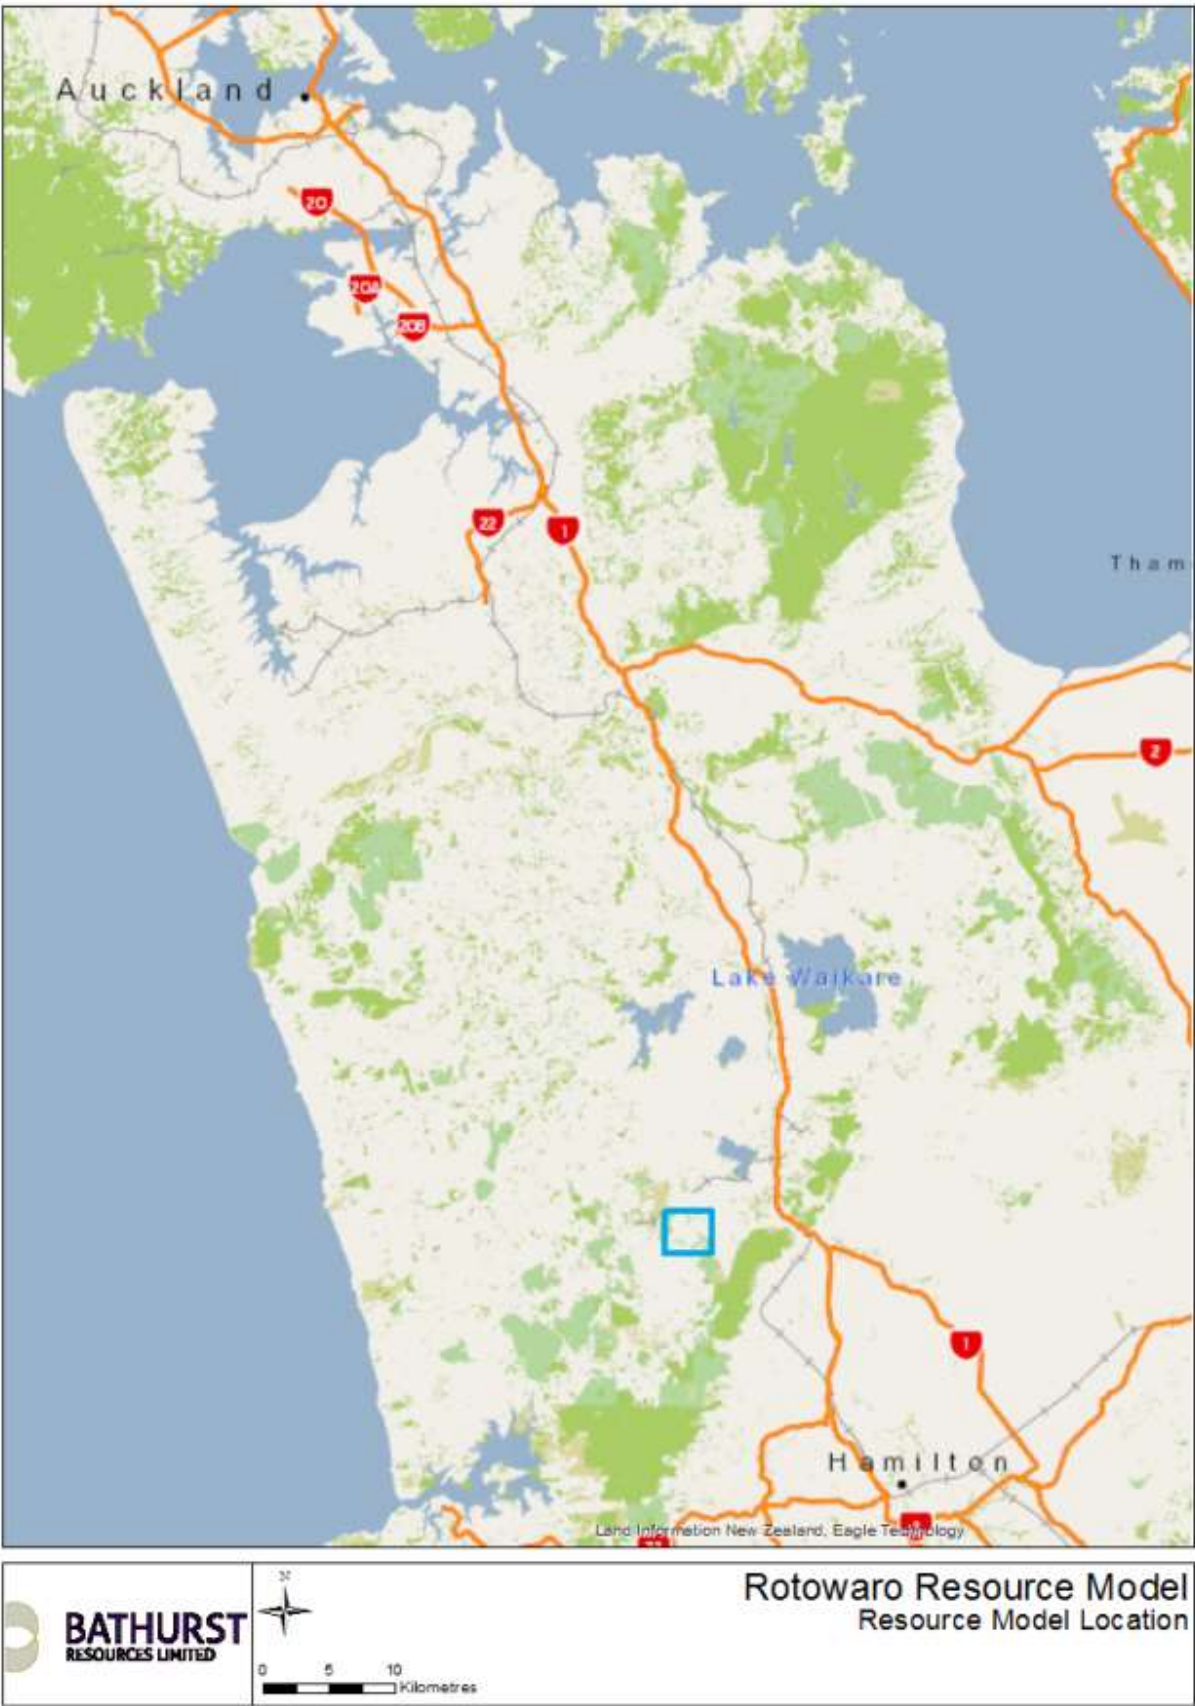 Auckland
20
20A
20B
22
1
Tham
2
Lake Waikare
1
Hamilton
Land Information New Zealand, Eagle Technology
BATHURST
RESOURCES LIMITED
N
0 5 10
Kilometres
Rotowaro Resource Model
Resource Model Location